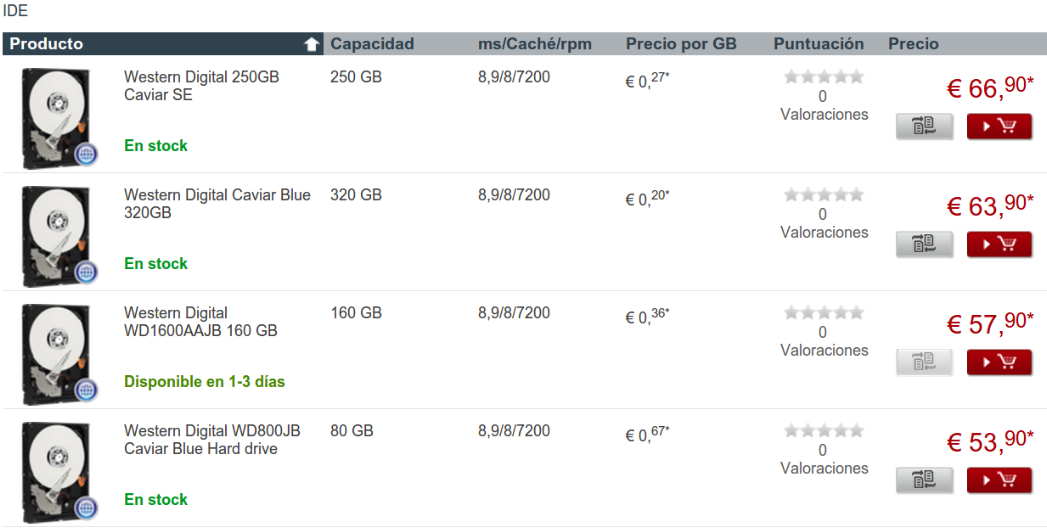 IDE
Producto Capacidad ms/Caché/rpm Precio por GB Puntuación Precio
Western Digital 250GB 250 GB 8,9/8/7200 € 0,27* € 66,90*
Caviar SE
0
Valoraciones
En stock
Western Digital Caviar Blue 320 GB 8,9/8/7200 € 0,20* € 63,90*
320GB
0
Valoraciones
En stock
Western Digital 160 GB 8,9/8/7200 € 0,36* € 57,90*
WD1600AAJB 160 GB
0
Valoraciones
Disponible en 1-3 días
Western Digital WD800JB 80 GB 8,9/8/7200 € 0,67* € 53,90*
Caviar Blue Hard drive
0
Valoraciones
En stock